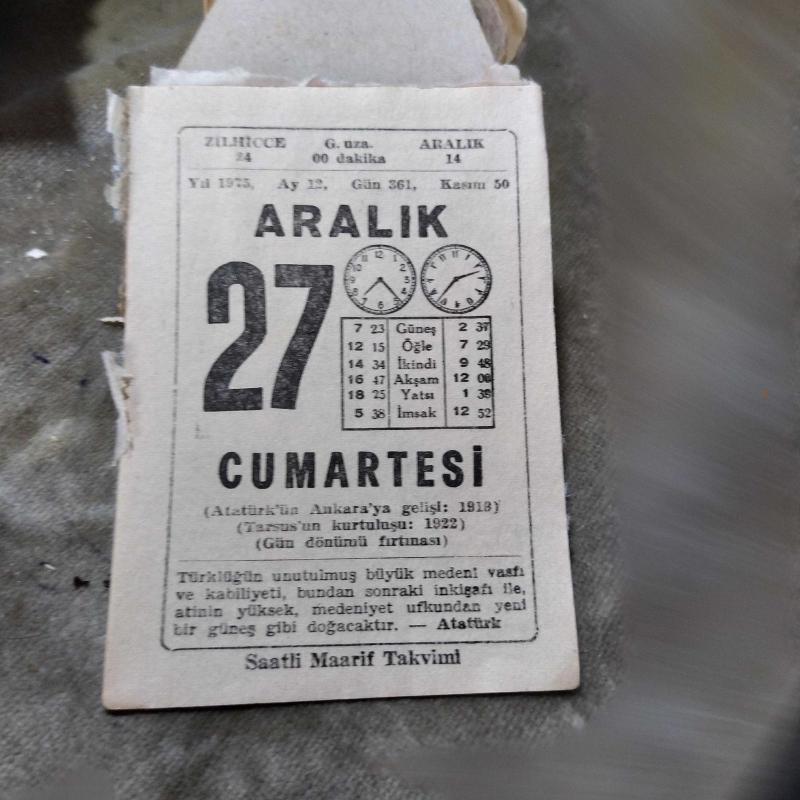 ZİLHİCCE G. uza. ARALIK
24 00 dakika 14
Yıl 1975, Ay 12, Gün 361, Kasım 50
ARALIK
27
7 23 Güneş 2 37
12 15 Öğle 7 29
14 34 İkindi 9 48
16 47 Akşam 12 00
18 25 Yatsı 1 38
5 38 İmsak 12 52
CUMARTESİ
(Atatürk'ün Ankara'ya gelişi: 1919)
(Tarsus'un kurtuluşu: 1922)
(Gün dönümü fırtınası)
Türklüğün unutulmuş büyük medeni vasfı
ve kabiliyeti, bundan sonraki inkişafı ile,
atinin yüksek, medeniyet ufkundan yeni
bir güneş gibi doğacaktır. — Atatürk
Saatli Maarif Takvimi